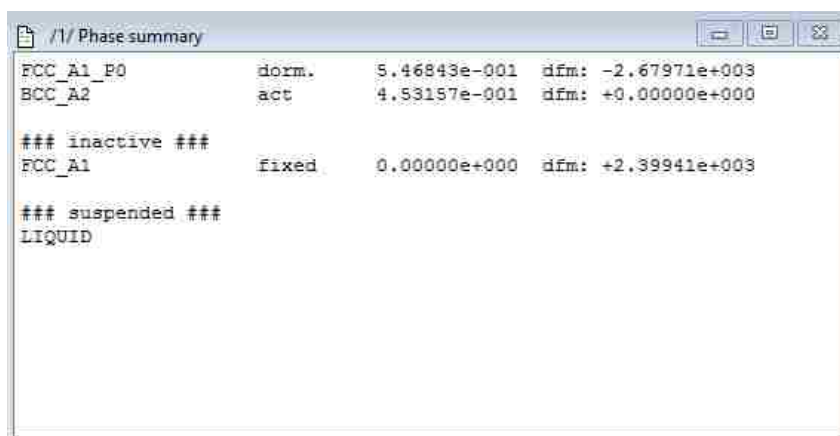 /1/ Phase summary
FCC_A1_P0 dorm. 5.46843e-001 dfm: -2.67971e+003
BCC_A2 act 4.53157e-001 dfm: +0.00000e+000
### inactive ###
FCC_A1 fixed 0.00000e+000 dfm: +2.39941e+003
### suspended ###
LIQUID